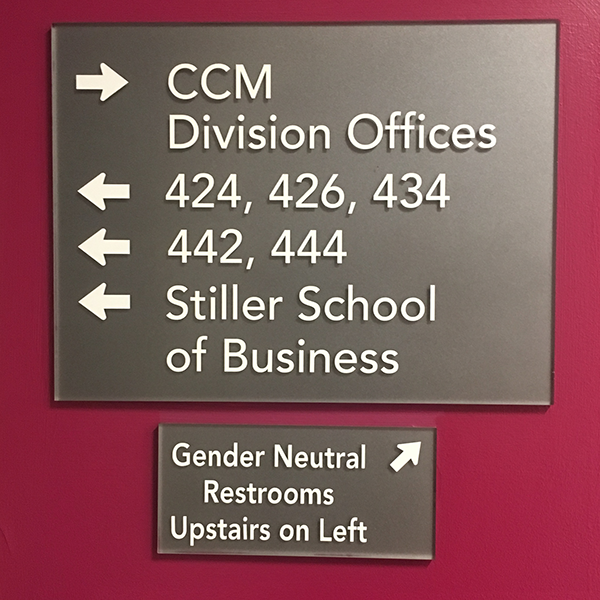 CCM
Division Offices
424, 426, 434
442, 444
Stiller School
of Business
Gender Neutral
Restrooms
Upstairs on Left